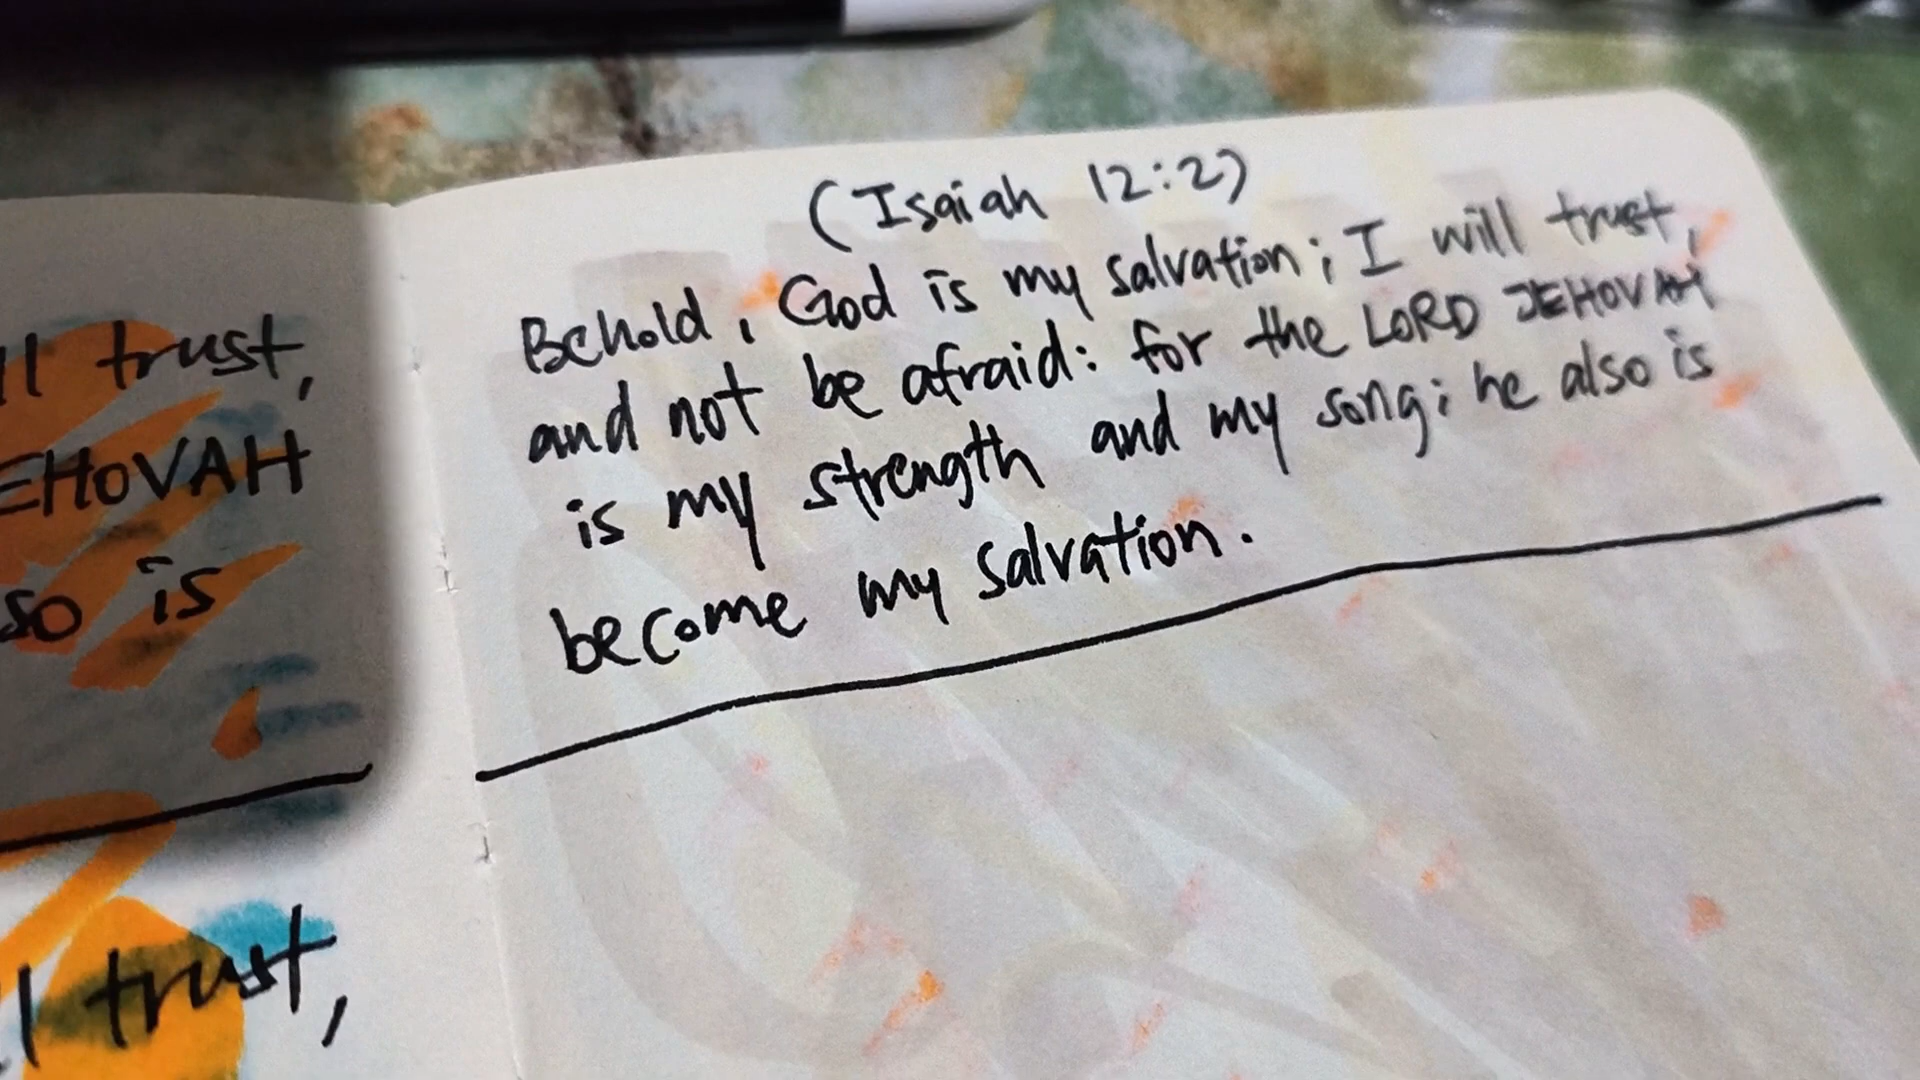 ll trust,
EHOVAH
so is
l trust,
(Isaiah 12:2)
Behold, God is my salvation; I will trust,
and not be afraid: for the LORD JEHOVAH
is my strength and my song; he also is
become my salvation.